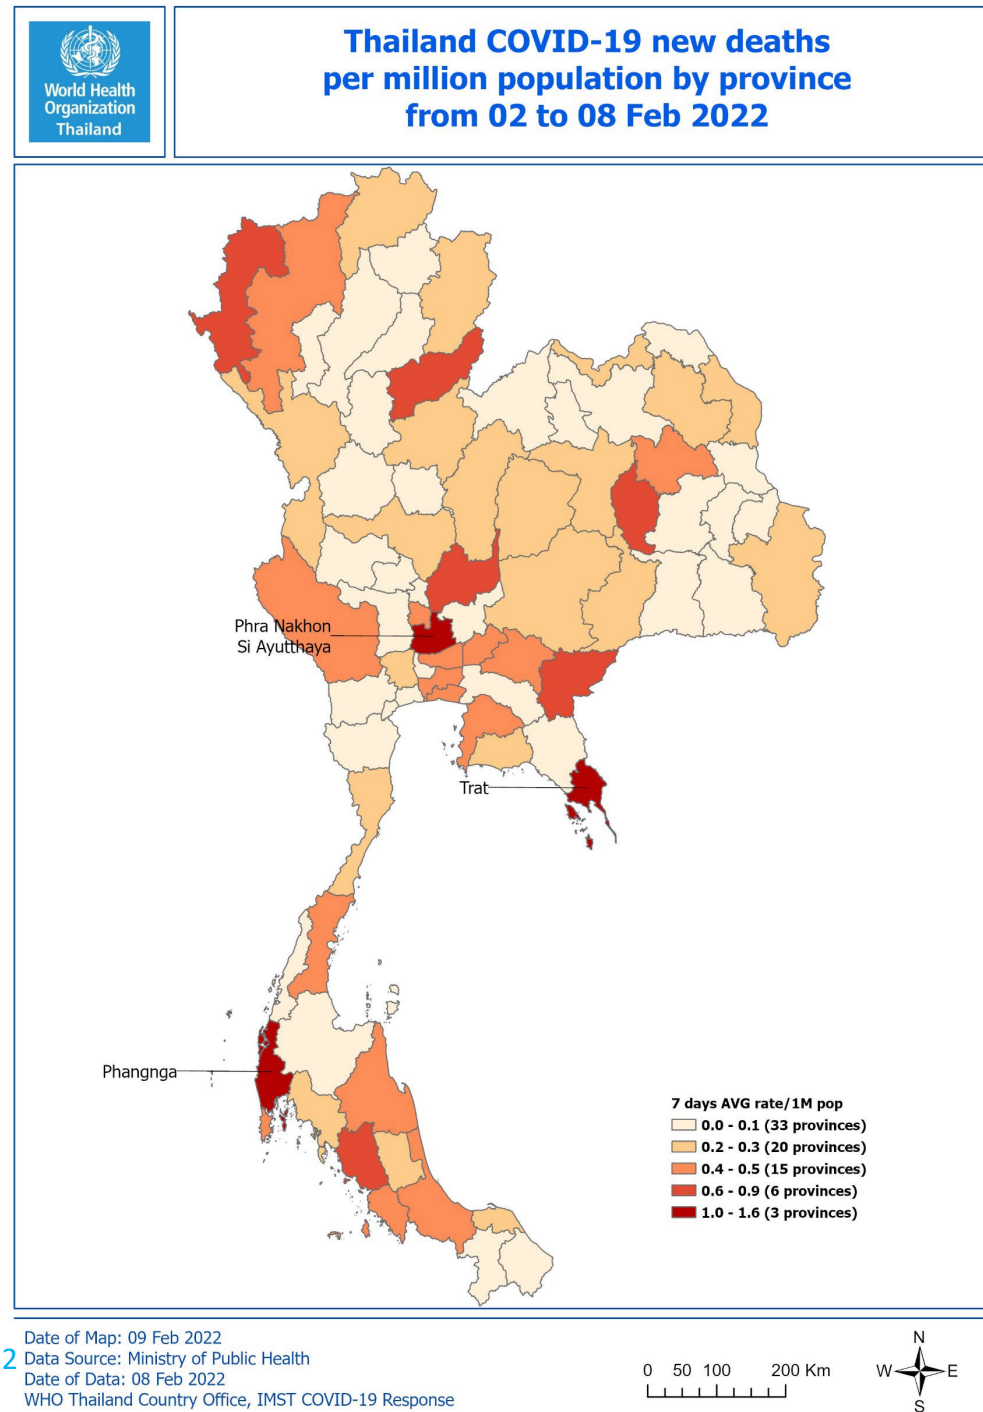 World Health
Organization
Thailand
Thailand COVID-19 new deaths
per million population by province
from 02 to 08 Feb 2022
Phra Nakhon
Si Ayutthaya
Trat
Phangnga
7 days AVG rate/1M pop
0.0 - 0.1 (33 provinces)
0.2 - 0.3 (20 provinces)
0.4 - 0.5 (15 provinces)
0.6 - 0.9 (6 provinces)
1.0 - 1.6 (3 provinces)
Date of Map: 09 Feb 2022
2 Data Source: Ministry of Public Health
Date of Data: 08 Feb 2022
WHO Thailand Country Office, IMST COVID-19 Response
0 50 100 200 Km
N
W E
S